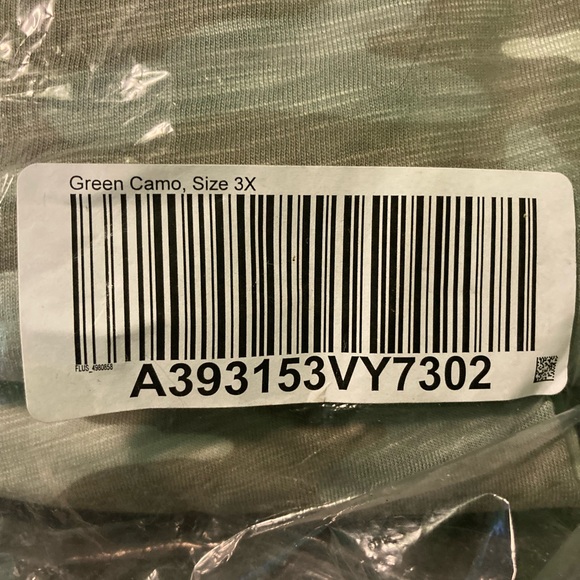 Green Camo, Size 3X
FLUS_4980858
A393153VY7302